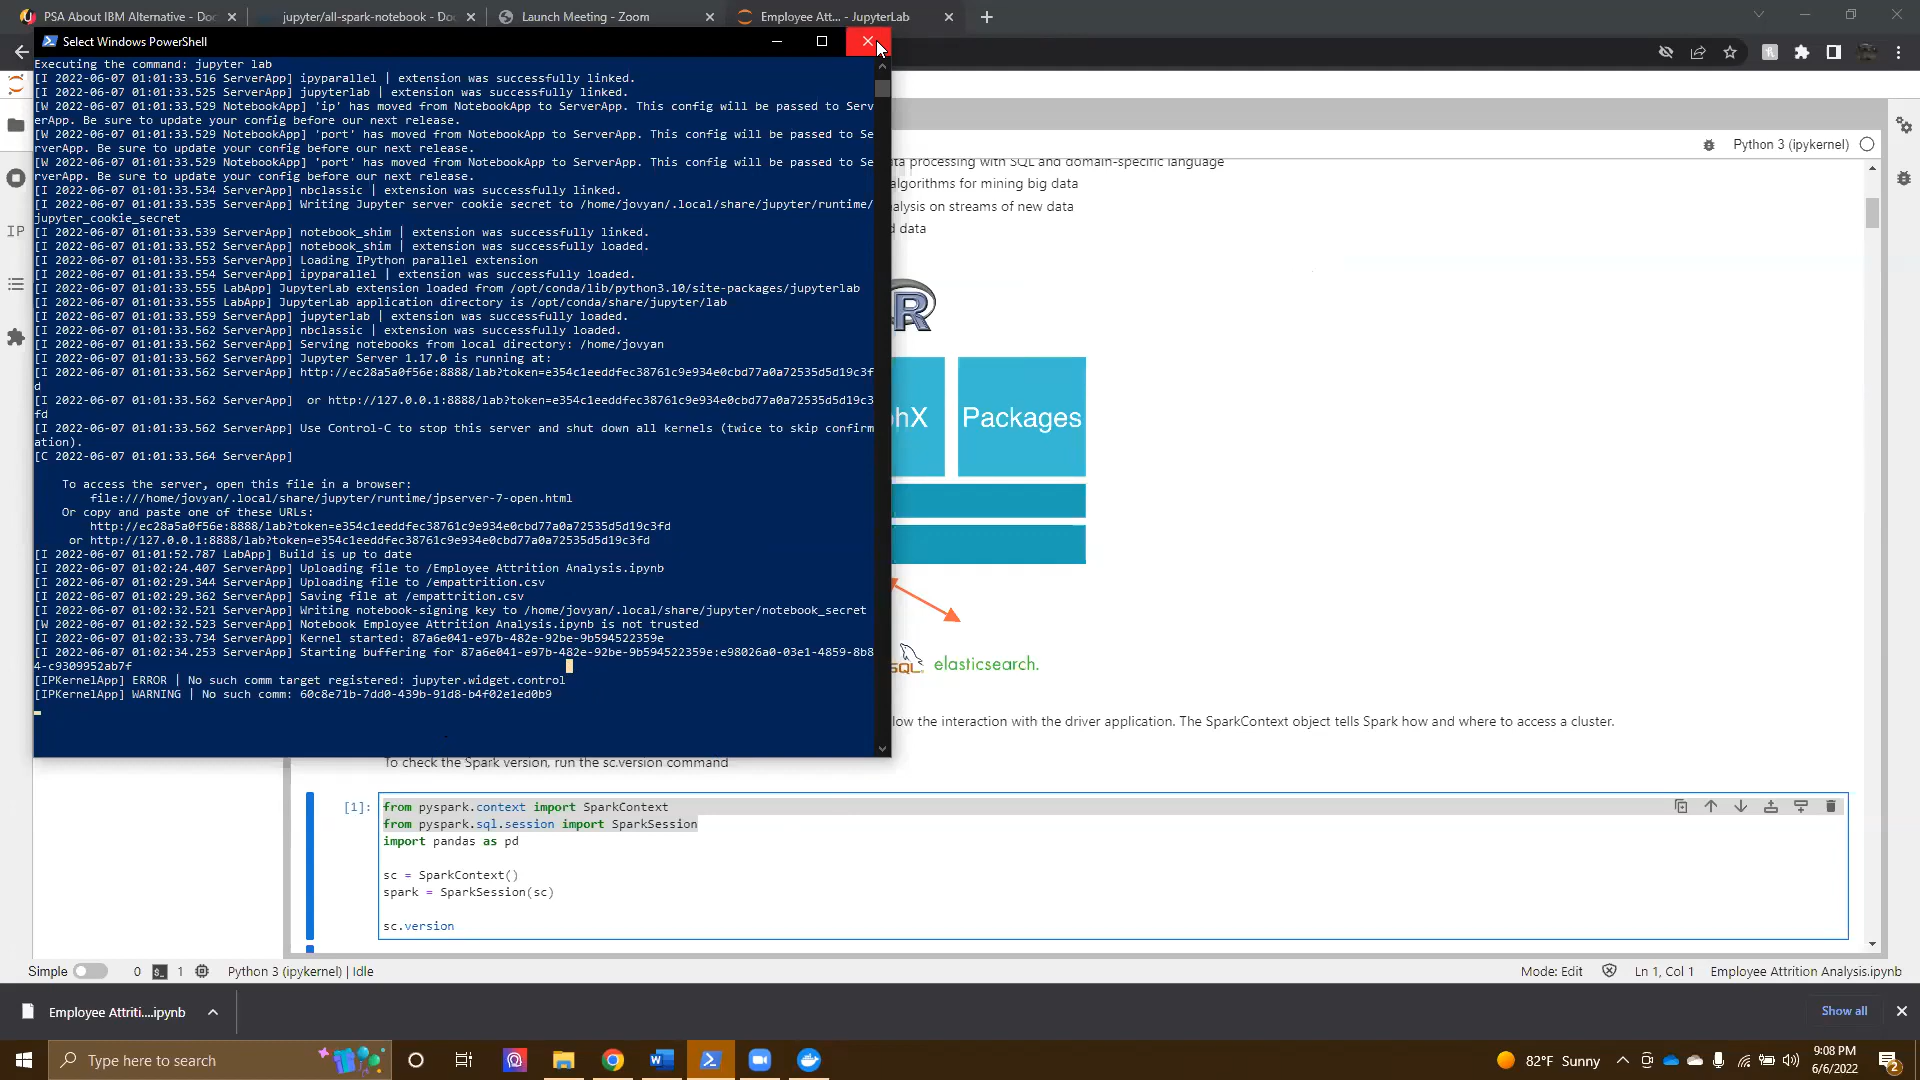 PSA About IBM Alternative - Doc
jupyter/all-spark-notebook - Doc
Launch Meeting - Zoom
Employee Att... - JupyterLab
Select Windows PowerShell
Executing the command: jupyter lab
[I 2022-06-07 01:01:33.516 ServerApp] ipyparallel | extension was successfully linked.
[I 2022-06-07 01:01:33.525 ServerApp] jupyterlab | extension was successfully linked.
[W 2022-06-07 01:01:33.529 NotebookApp] 'ip' has moved from NotebookApp to ServerApp. This config will be passed to Serv
erApp. Be sure to update your config before our next release.
[W 2022-06-07 01:01:33.529 NotebookApp] 'port' has moved from NotebookApp to ServerApp. This config will be passed to Se
rverApp. Be sure to update your config before our next release.
[W 2022-06-07 01:01:33.529 NotebookApp] 'port' has moved from NotebookApp to ServerApp. This config will be passed to Se
rverApp. Be sure to update your config before our next release.
[I 2022-06-07 01:01:33.534 ServerApp] nbclassic | extension was successfully linked.
[I 2022-06-07 01:01:33.535 ServerApp] Writing Jupyter server cookie secret to /home/jovyan/.local/share/jupyter/runtime/
jupyter_cookie_secret
[I 2022-06-07 01:01:33.539 ServerApp] notebook_shim | extension was successfully linked.
[I 2022-06-07 01:01:33.552 ServerApp] notebook_shim | extension was successfully loaded.
[I 2022-06-07 01:01:33.553 ServerApp] Loading IPython parallel extension
[I 2022-06-07 01:01:33.554 ServerApp] ipyparallel | extension was successfully loaded.
[I 2022-06-07 01:01:33.555 LabApp] JupyterLab extension loaded from /opt/conda/lib/python3.10/site-packages/jupyterlab
[I 2022-06-07 01:01:33.555 LabApp] JupyterLab application directory is /opt/conda/share/jupyter/lab
[I 2022-06-07 01:01:33.559 ServerApp] jupyterlab | extension was successfully loaded.
[I 2022-06-07 01:01:33.562 ServerApp] nbclassic | extension was successfully loaded.
[I 2022-06-07 01:01:33.562 ServerApp] Serving notebooks from local directory: /home/jovyan
[I 2022-06-07 01:01:33.562 ServerApp] Jupyter Server 1.17.0 is running at:
[I 2022-06-07 01:01:33.562 ServerApp] http://ec28a5a0f56e:8888/lab?token=e354c1eeddfec38761c9e934e0cbd77a0a72535d5d19c3f
d
[I 2022-06-07 01:01:33.562 ServerApp]  or http://127.0.0.1:8888/lab?token=e354c1eeddfec38761c9e934e0cbd77a0a72535d5d19c3
fd
[I 2022-06-07 01:01:33.562 ServerApp] Use Control-C to stop this server and shut down all kernels (twice to skip confirm
ation).
[C 2022-06-07 01:01:33.564 ServerApp]
To access the server, open this file in a browser:
file:///home/jovyan/.local/share/jupyter/runtime/jpserver-7-open.html
Or copy and paste one of these URLs:
http://ec28a5a0f56e:8888/lab?token=e354c1eeddfec38761c9e934e0cbd77a0a72535d5d19c3fd
or http://127.0.0.1:8888/lab?token=e354c1eeddfec38761c9e934e0cbd77a0a72535d5d19c3fd
[I 2022-06-07 01:01:52.787 LabApp] Build is up to date
[I 2022-06-07 01:02:24.407 ServerApp] Uploading file to /Employee Attrition Analysis.ipynb
[I 2022-06-07 01:02:29.344 ServerApp] Uploading file to /empattrition.csv
[I 2022-06-07 01:02:29.362 ServerApp] Saving file at /empattrition.csv
[I 2022-06-07 01:02:32.521 ServerApp] Writing notebook-signing key to /home/jovyan/.local/share/jupyter/notebook_secret
[W 2022-06-07 01:02:32.523 ServerApp] Notebook Employee Attrition Analysis.ipynb is not trusted
[I 2022-06-07 01:02:33.734 ServerApp] Kernel started: 87a6e041-e97b-482e-92be-9b594522359e
[I 2022-06-07 01:02:34.253 ServerApp] Starting buffering for 87a6e041-e97b-482e-92be-9b594522359e:e98026a0-03e1-4859-8b8
4-c9309952ab7f
[IPKernelApp] ERROR | No such comm target registered: jupyter.widget.control
[IPKernelApp] WARNING | No such comm: 60c8e71b-7dd0-439b-91d8-b4f02e1ed0b9
IP
Python 3 (ipykernel)
ta processing with SQL and domain-specific language
algorithms for mining big data
alysis on streams of new data
d data
R
hX
Packages
SQL
elasticsearch.
low the interaction with the driver application. The SparkContext object tells Spark how and where to access a cluster.
To check the Spark version, run the sc.version command
[1]:
from pyspark.context import SparkContext
from pyspark.sql.session import SparkSession
import pandas as pd
sc = SparkContext()
spark = SparkSession(sc)
sc.version
Simple 0 1 Python 3 (ipykernel) | Idle
Mode: Edit Ln 1, Col 1 Employee Attrition Analysis.ipynb
Employee Attriti....ipynb
Show all
Type here to search
82°F Sunny
9:08 PM
6/6/2022
2